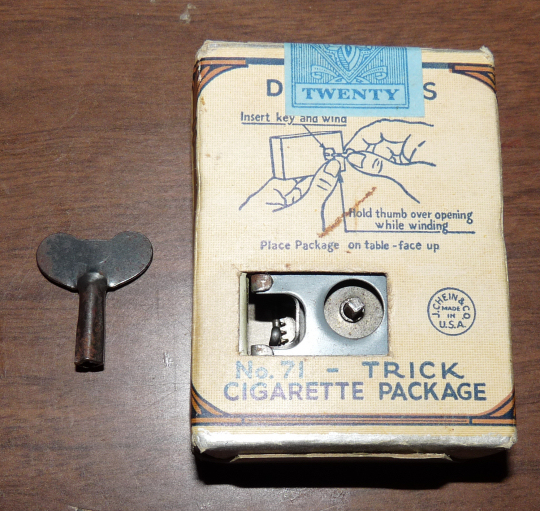 TWENTY
Insert key and wind
Hold thumb over opening
while winding
Place Package on table - face up
J. CHEIN & CO.
MADE
IN
U.S.A.
No. 71 - TRICK
CIGARETTE PACKAGE